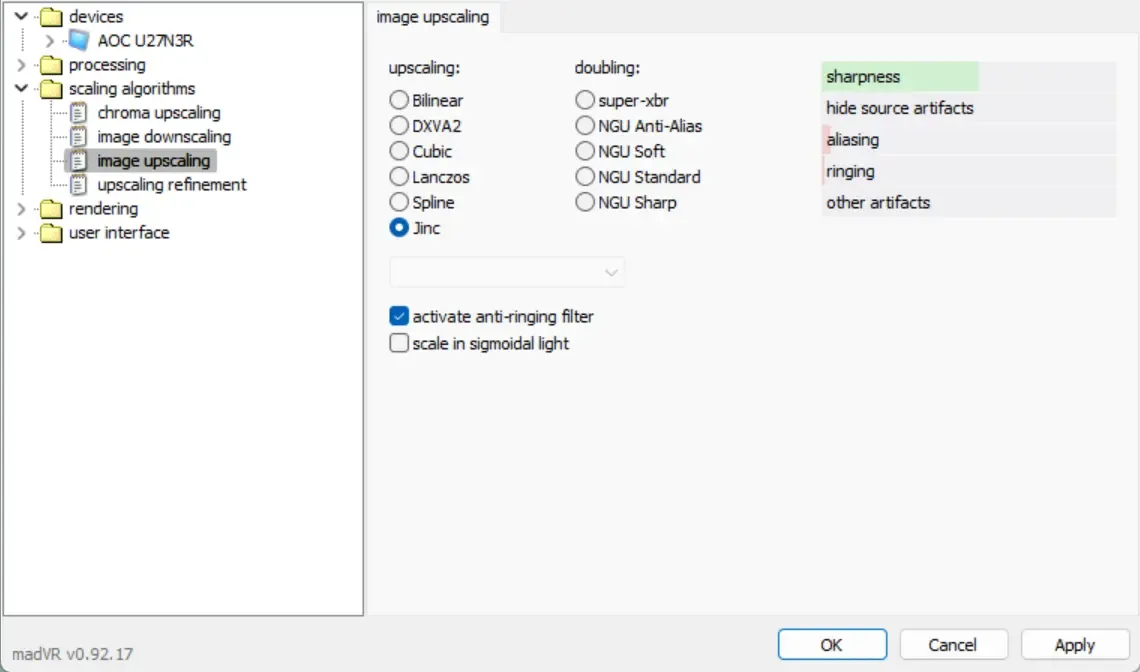 devices
AOC U27N3R
processing
scaling algorithms
chroma upscaling
image downscaling
image upscaling
upscaling refinement
rendering
user interface
madVR v0.92.17
image upscaling
upscaling:
Bilinear
DXVA2
Cubic
Lanczos
Spline
Jinc
doubling:
super-xbr
NGU Anti-Alias
NGU Soft
NGU Standard
NGU Sharp
sharpness
hide source artifacts
aliasing
ringing
other artifacts
activate anti-ringing filter
scale in sigmoidal light
OK
Cancel
Apply